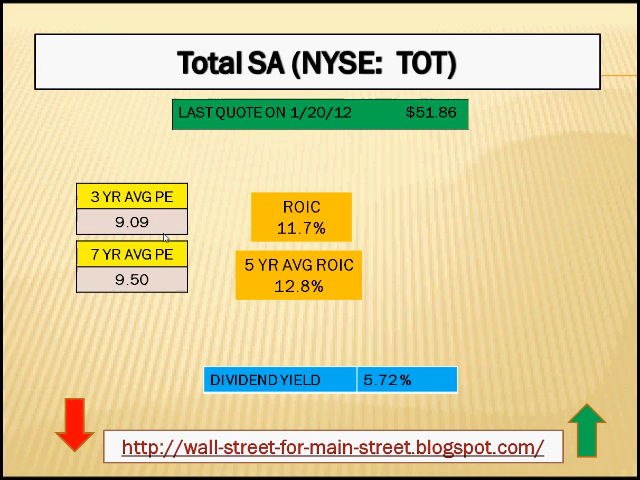 Total SA (NYSE: TOT)
LAST QUOTE ON 1/20/12 $51.86
3 YR AVG PE
9.09
7 YR AVG PE
9.50
ROIC
11.7%
5 YR AVG ROIC
12.8%
DIVIDEND YIELD 5.72 %
http://wall-street-for-main-street.blogspot.com/